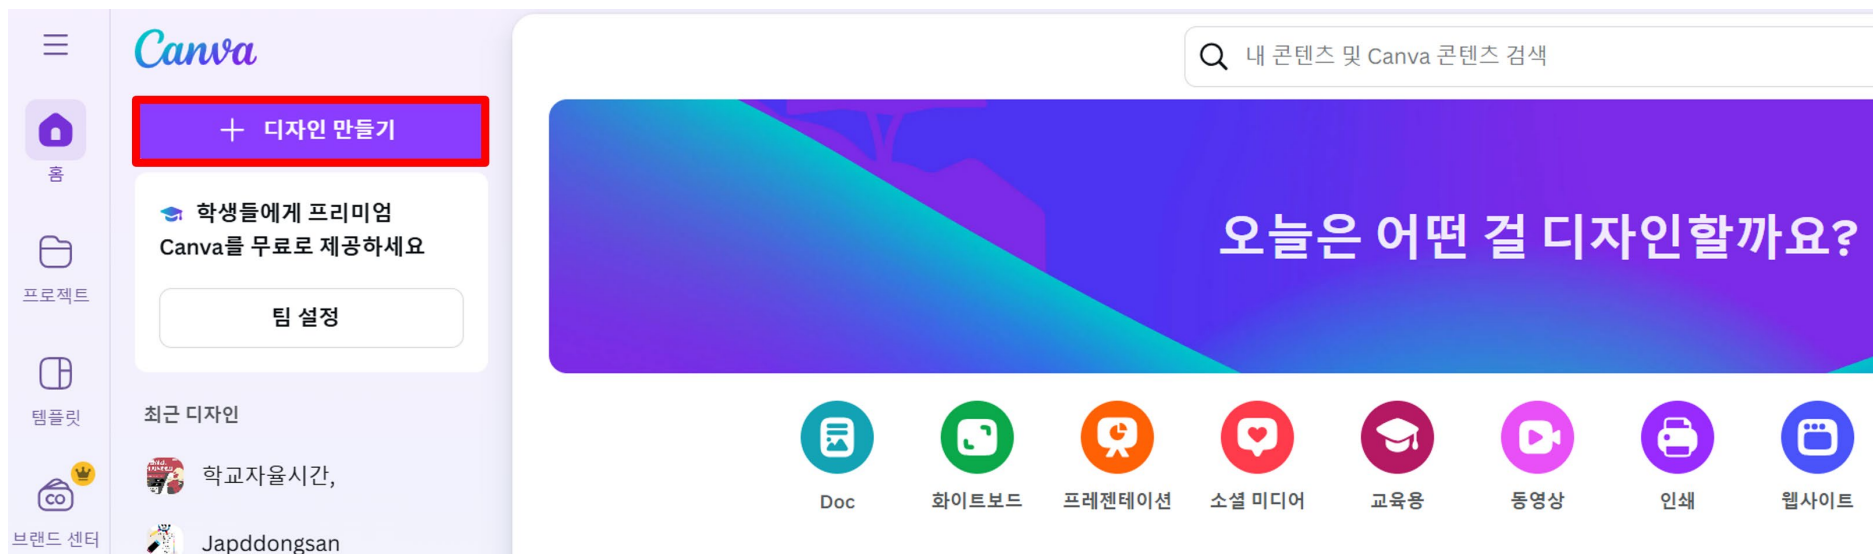 Canva
내 콘텐츠 및 Canva 콘텐츠 검색
디자인 만들기
홈
학생들에게 프리미엄
Canva를 무료로 제공하세요
팀 설정
프로젝트
템플릿
최근 디자인
학교자율시간,
Japddongsan
CO
브랜드 센터
오늘은 어떤 걸 디자인할까요?
Doc
화이트보드
프레젠테이션
소셜 미디어
교육용
동영상
인쇄
웹사이트